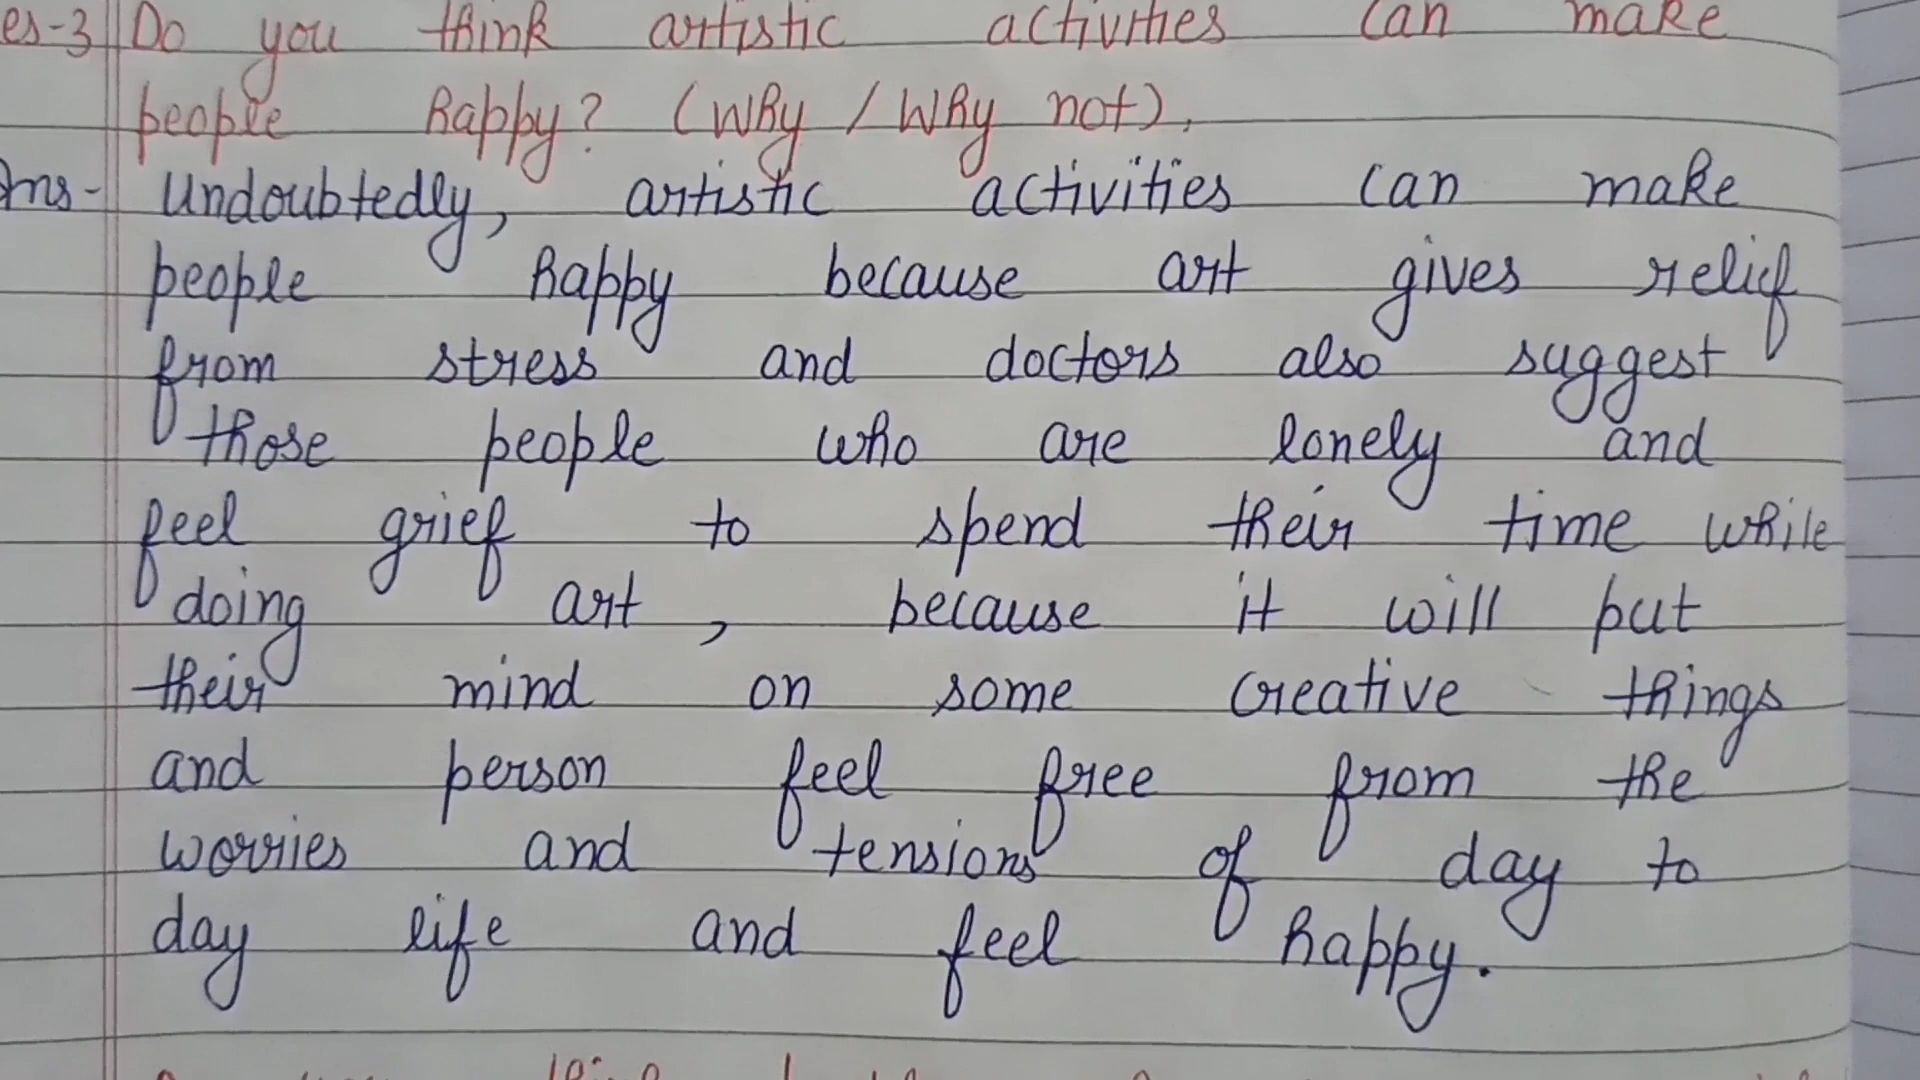 es-3 Do you think artistic activities can make
people happy? (Why / Why not),
Ans- Undoubtedly, artistic activities can make
people happy because art gives relief
from stress and doctors also suggest
those people who are lonely and
feel grief to spend their time while
doing art, because it will put
their mind on some creative things
and person feel free from the
worries and tensions of day to
day life and feel happy.